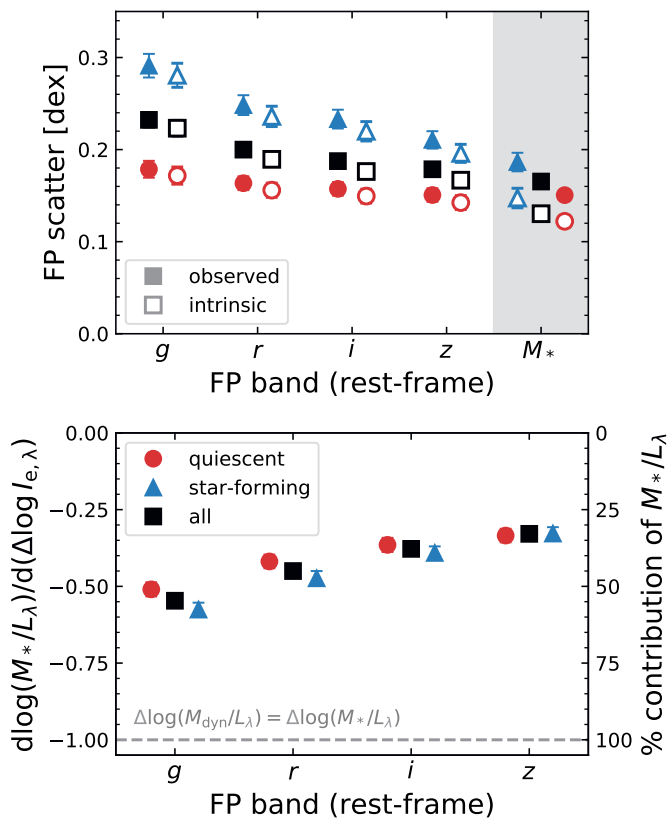 0.3
0.2
0.1
0.0
FP scatter [dex]
observed
intrinsic
g r i z M*
FP band (rest-frame)
0.00
−0.25
−0.50
−0.75
−1.00
dlog(M*/Lλ)/d(Δlog Ie,λ)
quiescent
star-forming
all
Δlog(Mdyn/Lλ) = Δlog(M*/Lλ)
0
25
50
75
100
% contribution of M*/Lλ
g r i z
FP band (rest-frame)